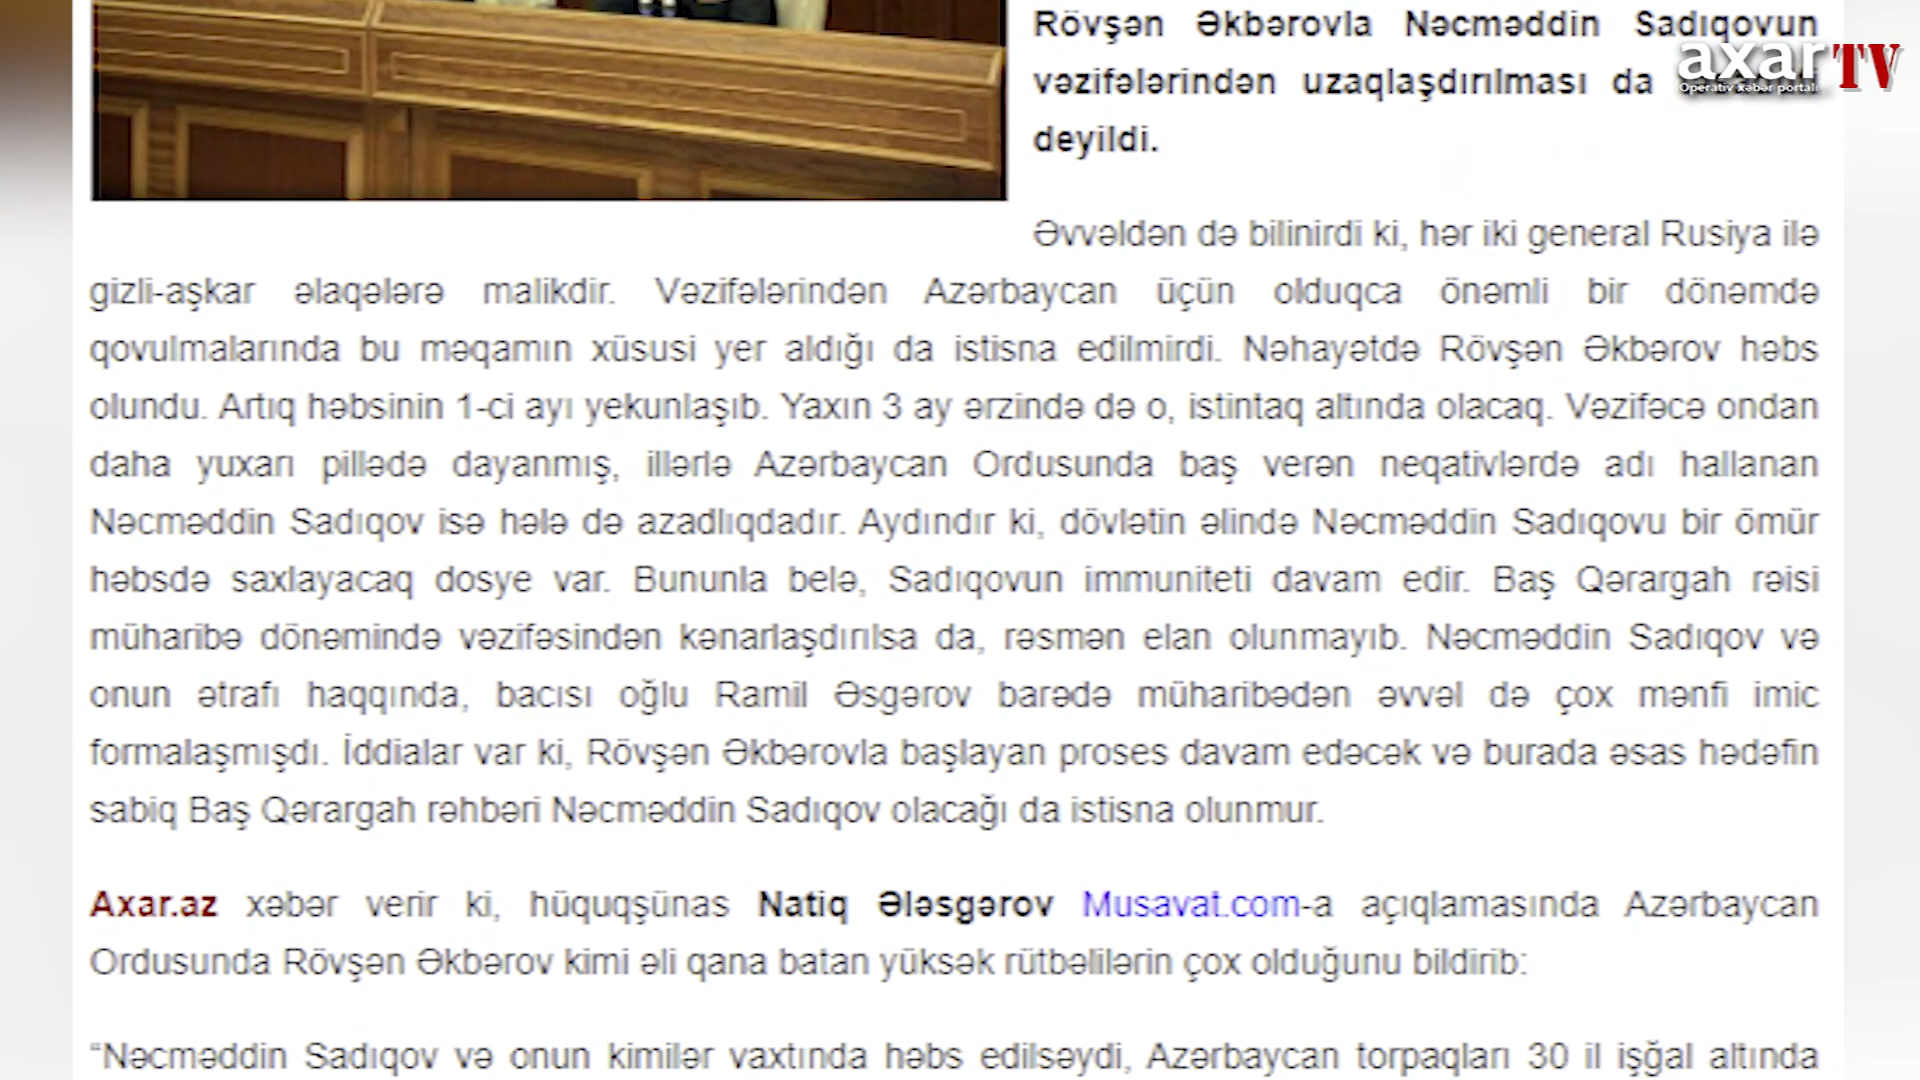 Rövşən Əkbərovla Nəcməddin Sadıqovun
axar TV
vəzifələrindən uzaqlaşdırılması da
Operativ xəbər portalı
deyildi.
Əvvəldən də bilinirdi ki, hər iki general Rusiya ilə
gizli-aşkar əlaqələrə malikdir. Vəzifələrindən Azərbaycan üçün olduqca önəmli bir dönəmdə
qovulmalarında bu məqamın xüsusi yer aldığı da istisna edilmirdi. Nəhayətdə Rövşən Əkbərov həbs
olundu. Artıq həbsinin 1-ci ayı yekunlaşıb. Yaxın 3 ay ərzində də o, istintaq altında olacaq. Vəzifəcə ondan
daha yuxarı pillədə dayanmış, illərlə Azərbaycan Ordusunda baş verən neqativlərdə adı hallanan
Nəcməddin Sadıqov isə hələ də azadlıqdadır. Aydındır ki, dövlətin əlində Nəcməddin Sadıqovu bir ömür
həbsdə saxlayacaq dosye var. Bununla belə, Sadıqovun immuniteti davam edir. Baş Qərargah rəisi
müharibə dönəmində vəzifəsindən kənarlaşdırılsa da, rəsmən elan olunmayıb. Nəcməddin Sadıqov və
onun ətrafı haqqında, bacısı oğlu Ramil Əsgərov barədə müharibədən əvvəl də çox mənfi imic
formalaşmışdı. İddialar var ki, Rövşən Əkbərovla başlayan proses davam edəcək və burada əsas hədəfin
sabiq Baş Qərargah rəhbəri Nəcməddin Sadıqov olacağı da istisna olunmur.
Axar.az xəbər verir ki, hüquqşünas Natiq Ələsgərov Musavat.com-a açıqlamasında Azərbaycan
Ordusunda Rövşən Əkbərov kimi əli qana batan yüksək rütbəlilərin çox olduğunu bildirib:
“Nəcməddin Sadıqov və onun kimilər vaxtında həbs edilsəydi, Azərbaycan torpaqları 30 il işğal altında